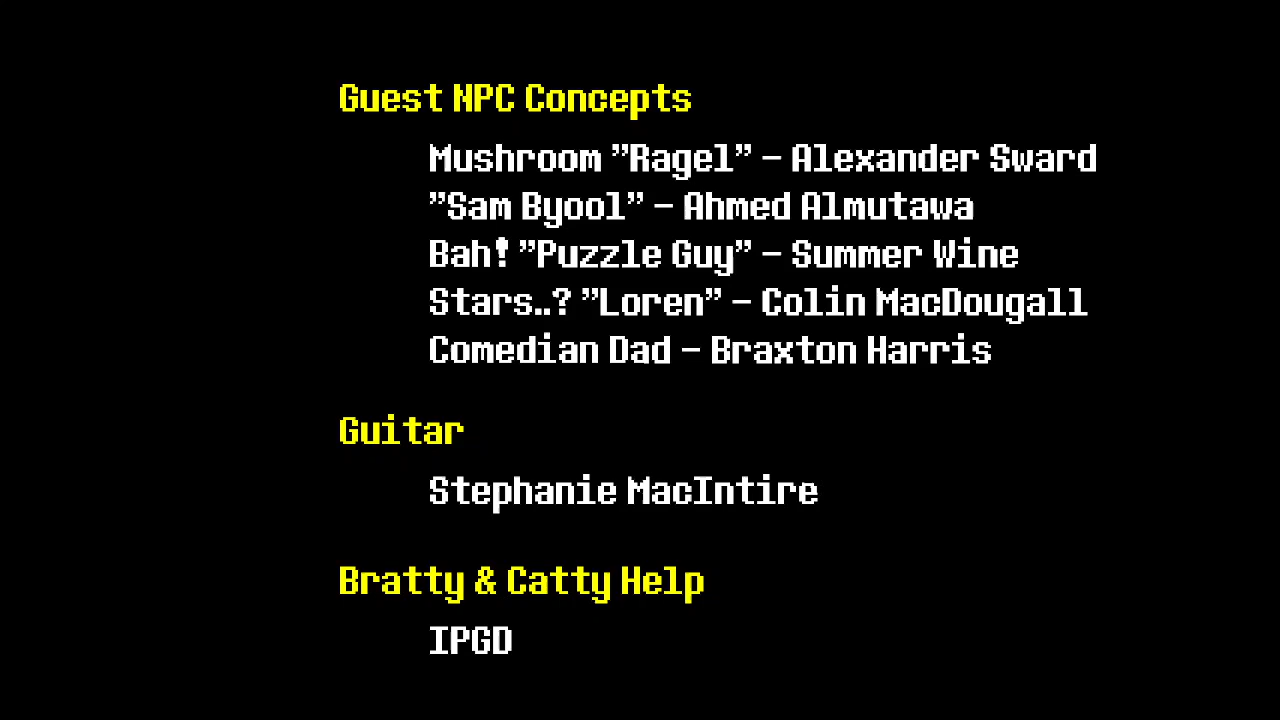 Guest NPC Concepts
Mushroom ”Ragel” - Alexander Sward
”Sam Byool” - Ahmed Almutawa
Bah! ”Puzzle Guy” - Summer Wine
Stars..? ”Loren” - Colin MacDougall
Comedian Dad - Braxton Harris
Guitar
Stephanie MacIntire
Bratty & Catty Help
IPGD